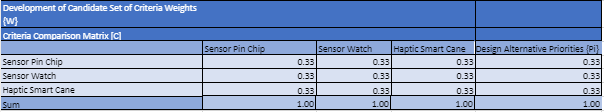 Development of Candidate Set of Criteria Weights
{W}
Criteria Comparison Matrix [C]
Sensor Pin Chip Sensor Watch Haptic Smart Cane Design Alternative Priorities {Pi}
Sensor Pin Chip 0.33 0.33 0.33 0.33
Sensor Watch 0.33 0.33 0.33 0.33
Haptic Smart Cane 0.33 0.33 0.33 0.33
Sum 1.00 1.00 1.00 1.00